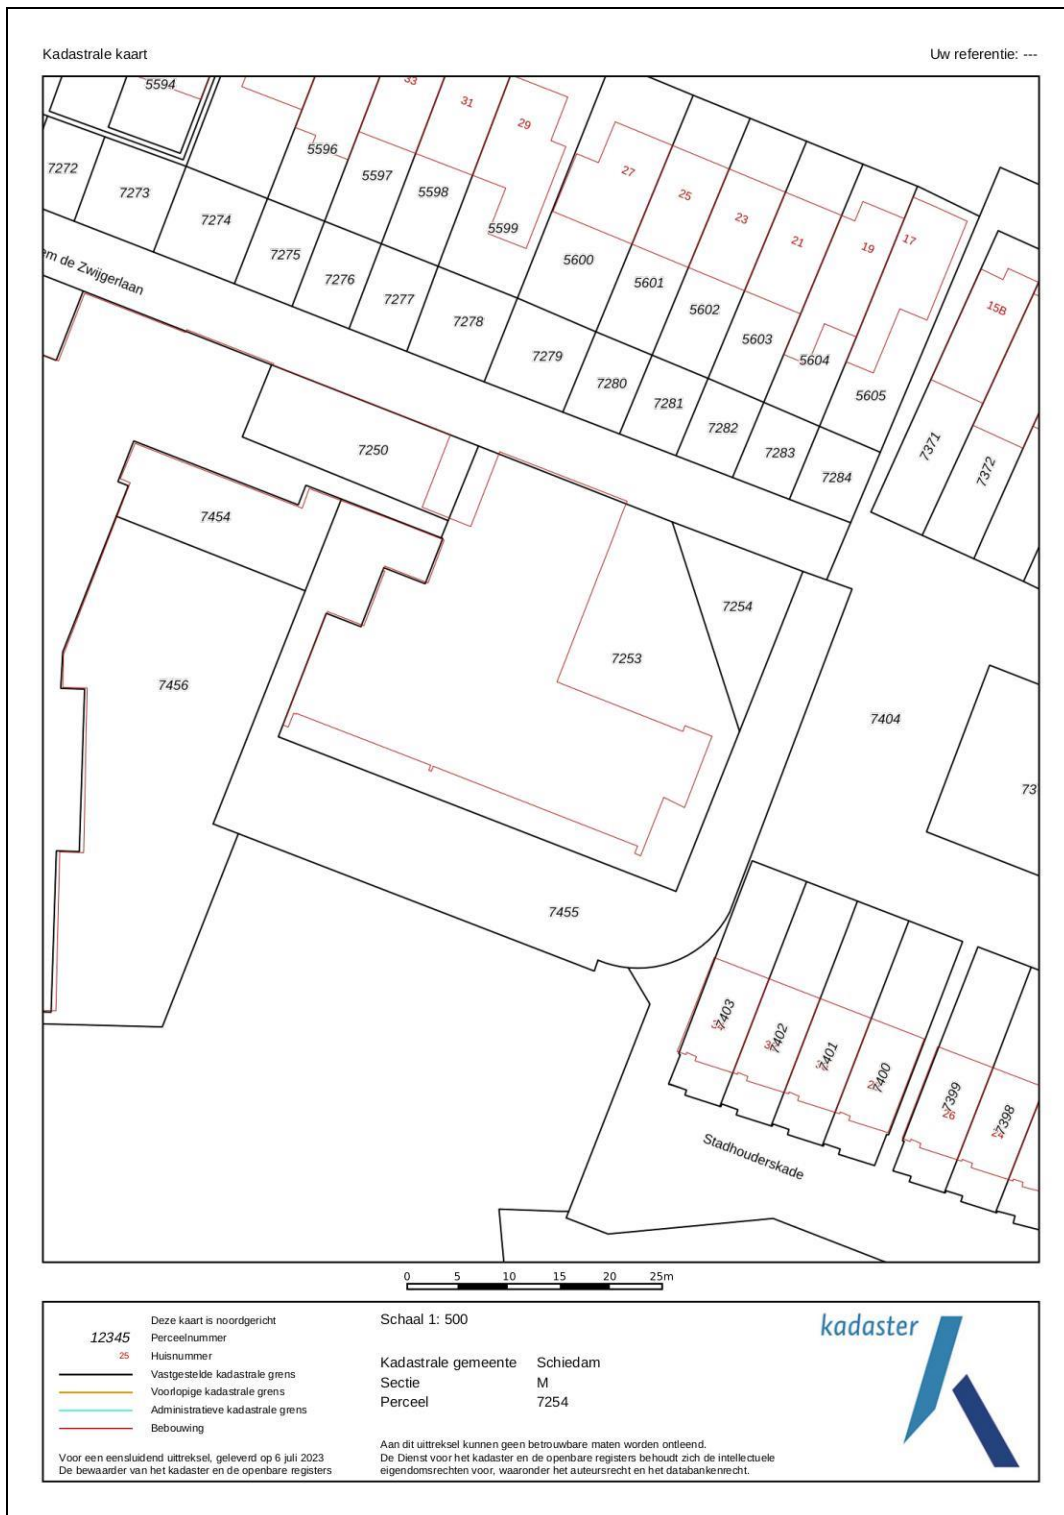 Kadastrale kaart
Uw referentie: ---
5594
33
31
29
5596
5597
5598
5599
7272
7273
7274
7275
7276
7277
7278
27
25
23
21
19
17
5600
5601
5602
5603
5604
5605
15B
7279
7280
7281
7282
7283
7284
7371
7372
em de Zwijgerlaan
7250
7454
7254
7253
7456
7404
73
7455
7403
7402
7401
7400
7399
26
7398
Stadhouderskade
0 5 10 15 20 25m
Deze kaart is noordgericht
12345 Perceelnummer
25 Huisnummer
Vastgestelde kadastrale grens
Voorlopige kadastrale grens
Administratieve kadastrale grens
Bebouwing
Voor een eensluidend uittreksel, geleverd op 6 juli 2023
De bewaarder van het kadaster en de openbare registers
Schaal 1: 500
Kadastrale gemeente Schiedam
Sectie M
Perceel 7254
Aan dit uittreksel kunnen geen betrouwbare maten worden ontleend.
De Dienst voor het kadaster en de openbare registers behoudt zich de intellectuele
eigendomsrechten voor, waaronder het auteursrecht en het databankenrecht.
kadaster